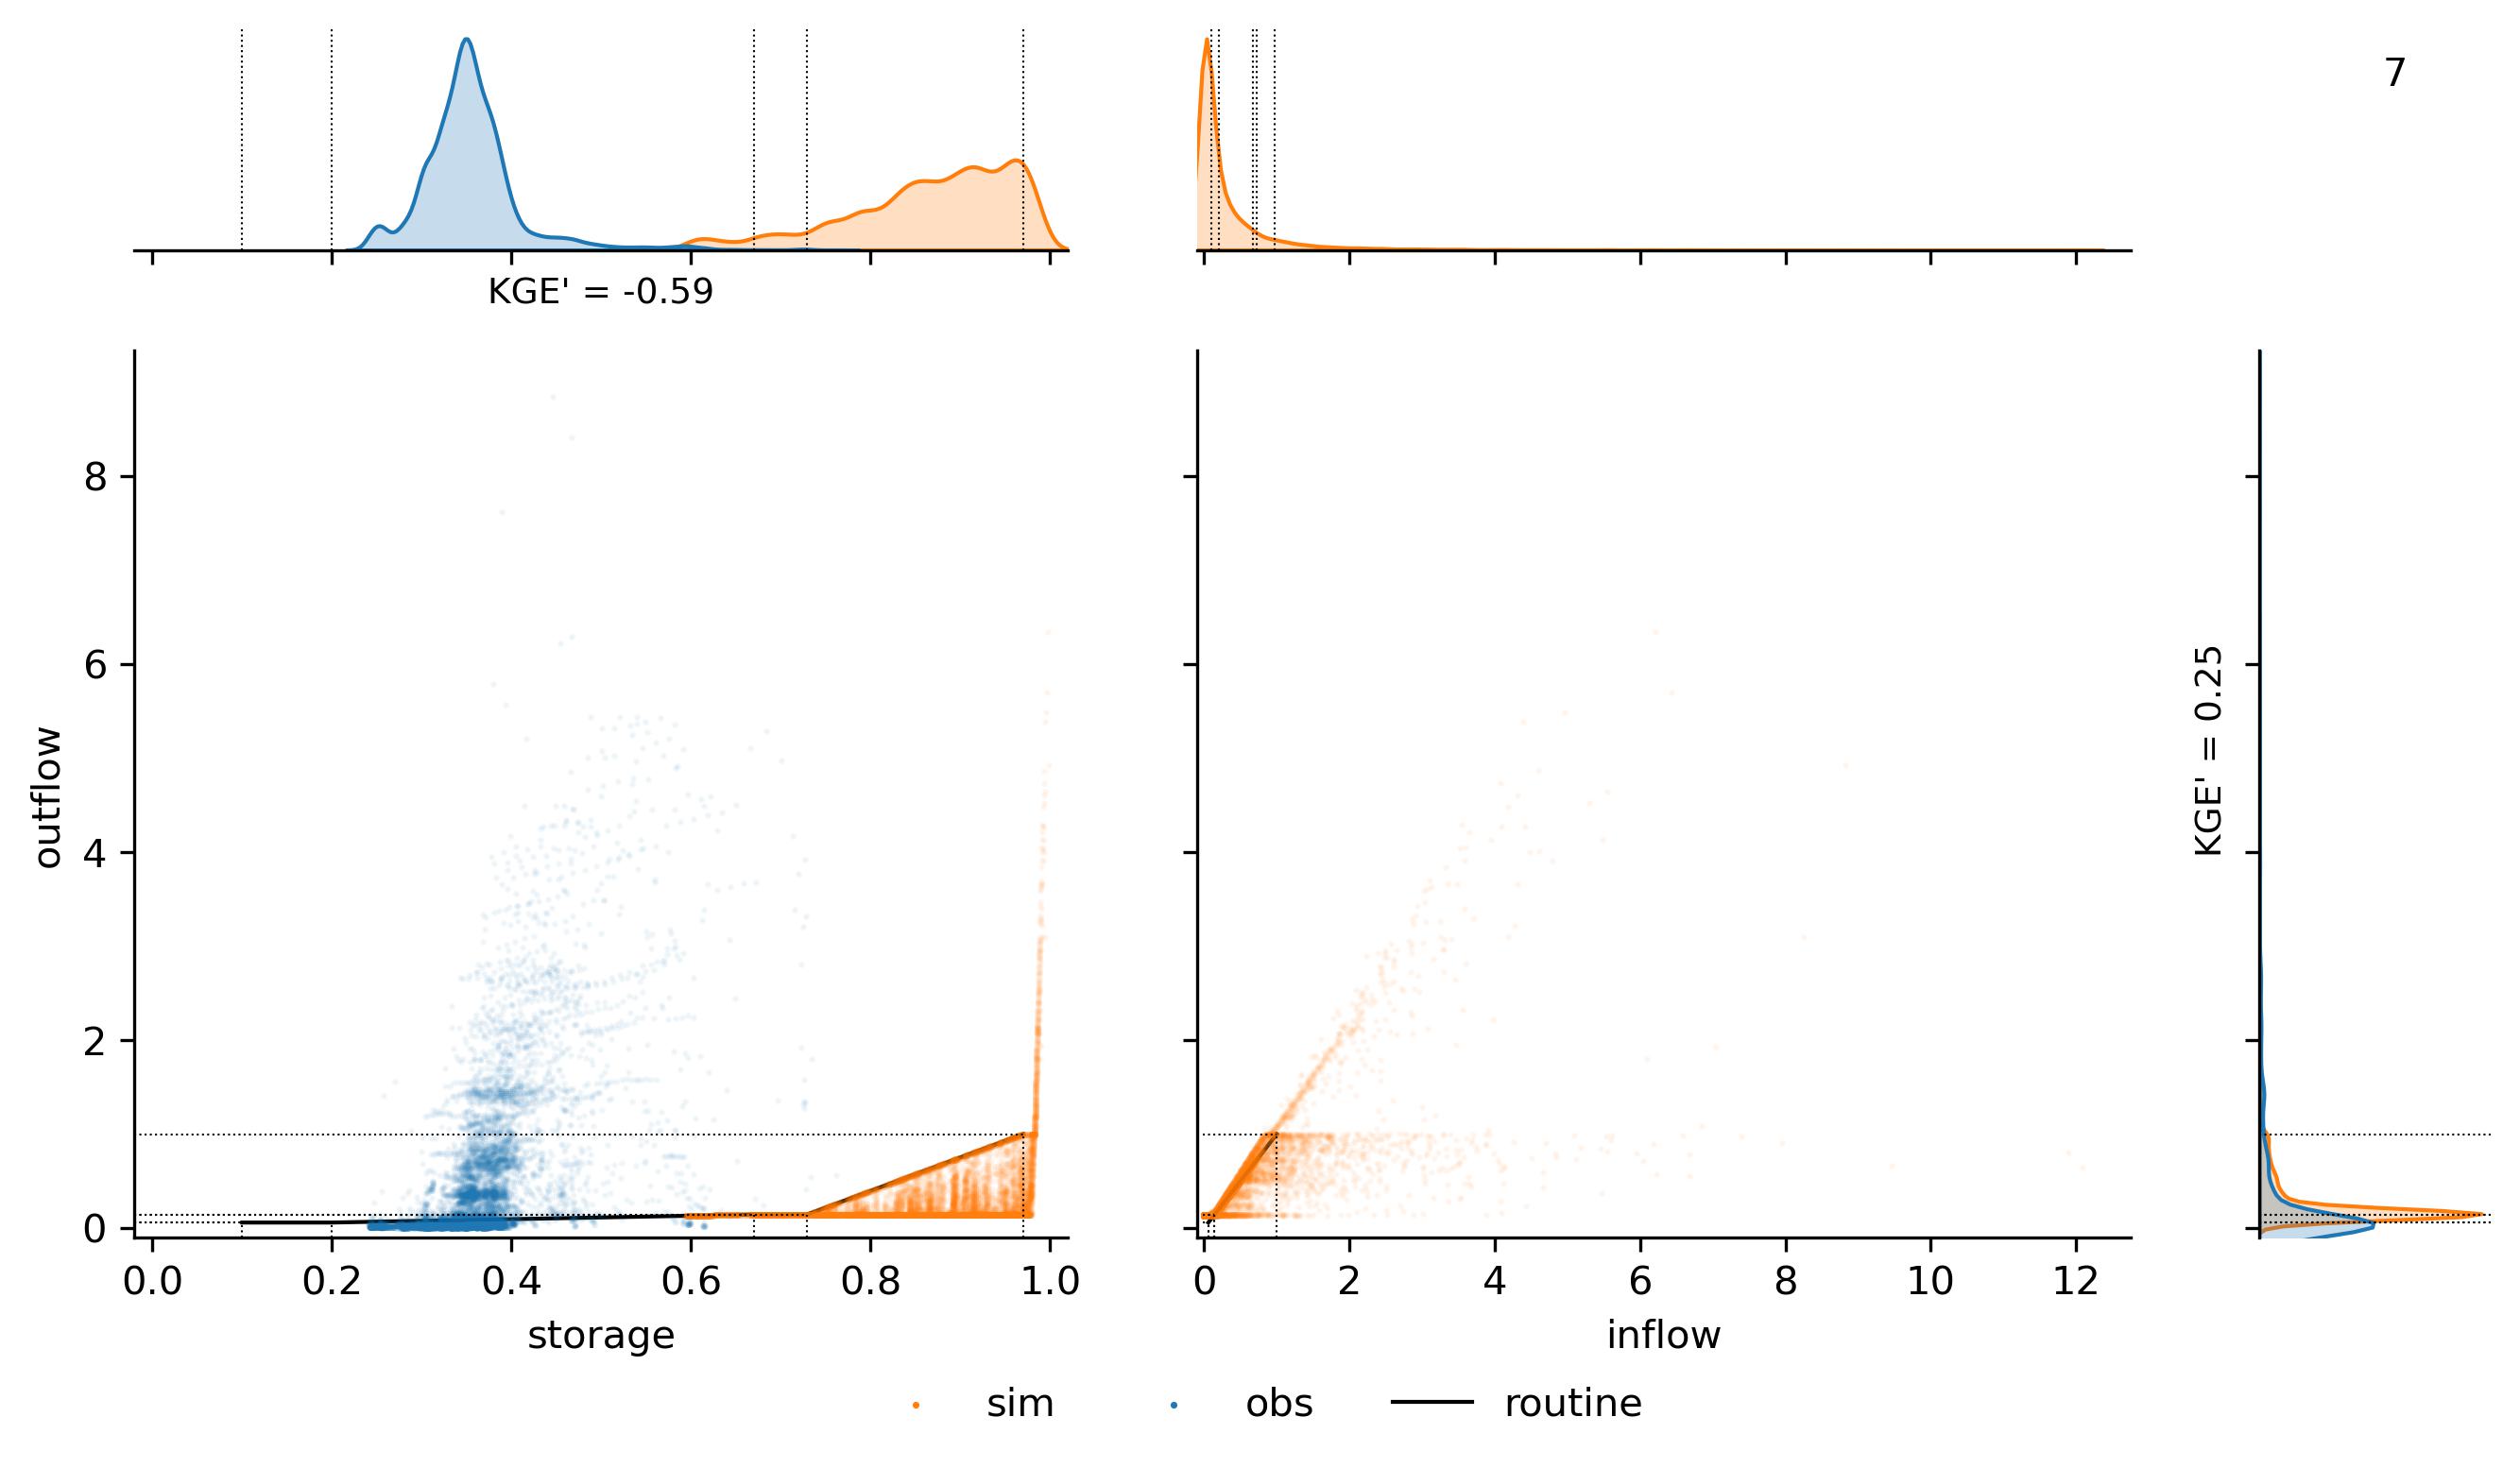 7
KGE' = -0.59
outflow
8
6
4
2
0
KGE' = 0.25
0.0 0.2 0.4 0.6 0.8 1.0
0 2 4 6 8 10 12
storage
inflow
sim obs routine